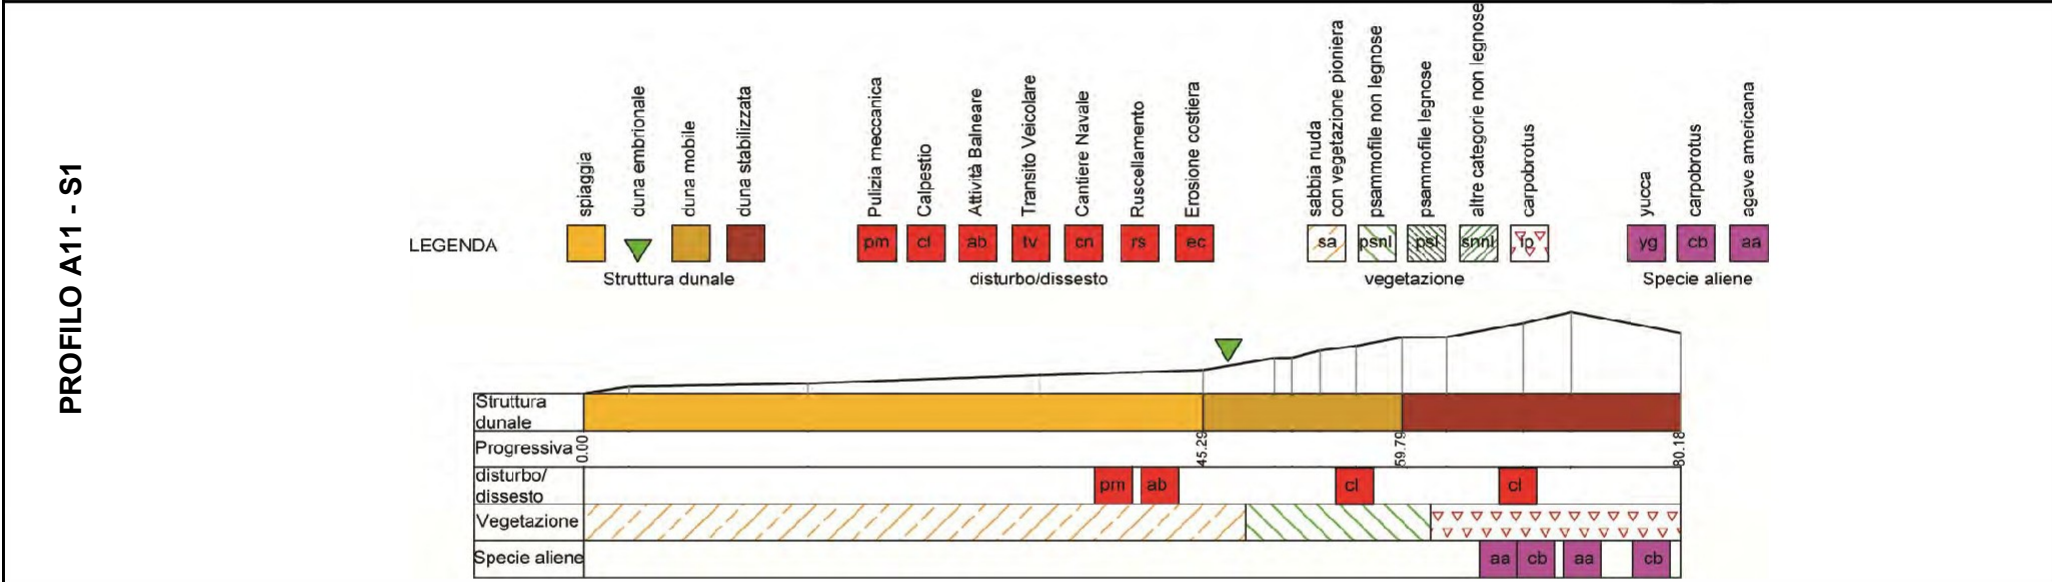 PROFILO A11 - S1
LEGENDA
spiaggia
duna embrionale
duna mobile
duna stabilizzata
Struttura dunale
Pulizia meccanica
Calpestio
Attività Balneare
Transito Veicolare
Cantiere Navale
Ruscellamento
Erosione costiera
pm
cl
ab
tv
cn
rs
ec
disturbo/dissesto
sabbia nuda
con vegetazione pioniera
psammofile non legnose
psammofile legnose
altre categorie non legnose
carpobrotus
sa
psnl
psl
snnl
vegetazione
yucca
carpobrotus
agave americana
yg
cb
aa
Specie aliene
Struttura
dunale
Progressiva
0.00
45.29
59.79
80.18
disturbo/
dissesto
pm
ab
cl
cl
Vegetazione
Specie aliene
aa
cb
aa
cb